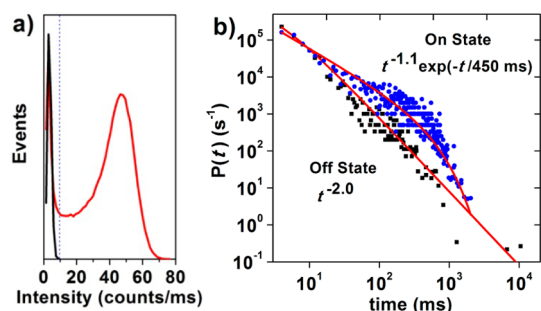 a)
Events
0 20 40 60 80
Intensity (counts/ms)
b)
10^5
10^4
10^3
10^2
10^1
10^0
10^-1
P(t) (s^-1)
On State
t^-1.1 exp(-t/450 ms)
Off State
t^-2.0
10^1 10^2 10^3 10^4
time (ms)